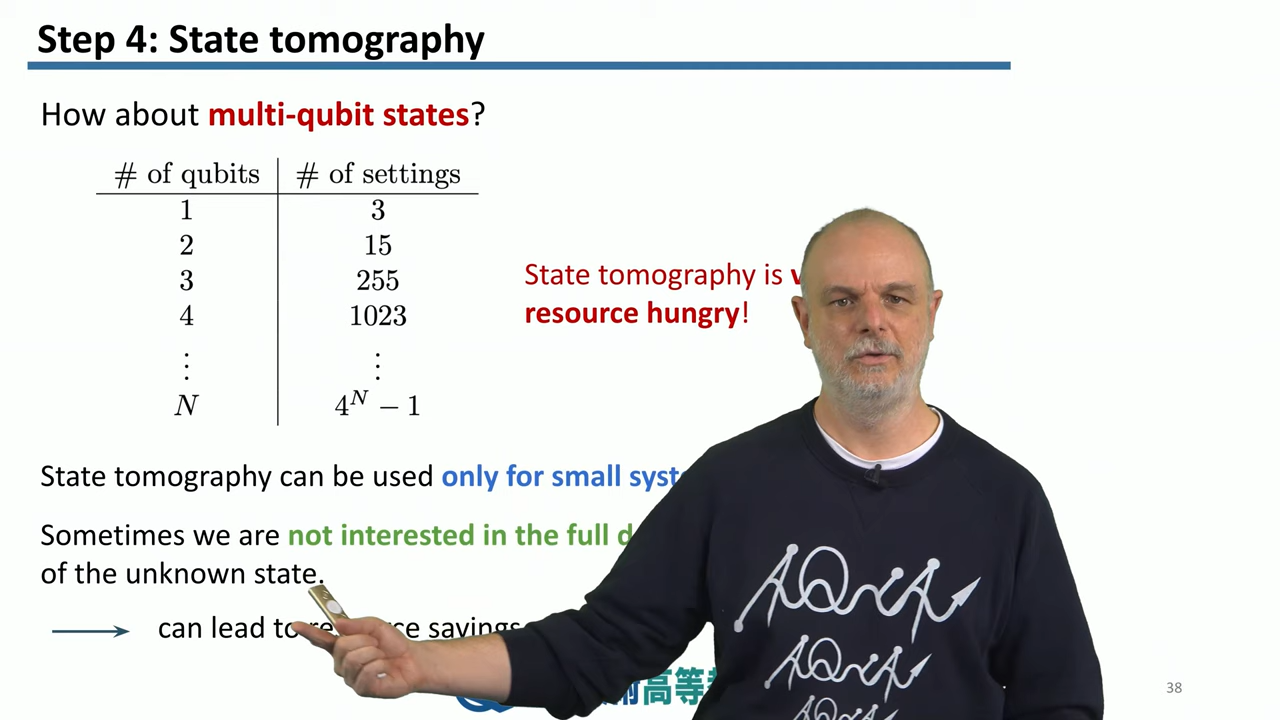 Step 4: State tomography
How about multi-qubit states?
# of qubits # of settings
1 3
2 15
3 255
4 1023
⋮ ⋮
N 4^N − 1
State tomography is
resource hungry!
State tomography can be used only for small
Sometimes we are not interested in the full
of the unknown state.
can lead to savings
高等
38